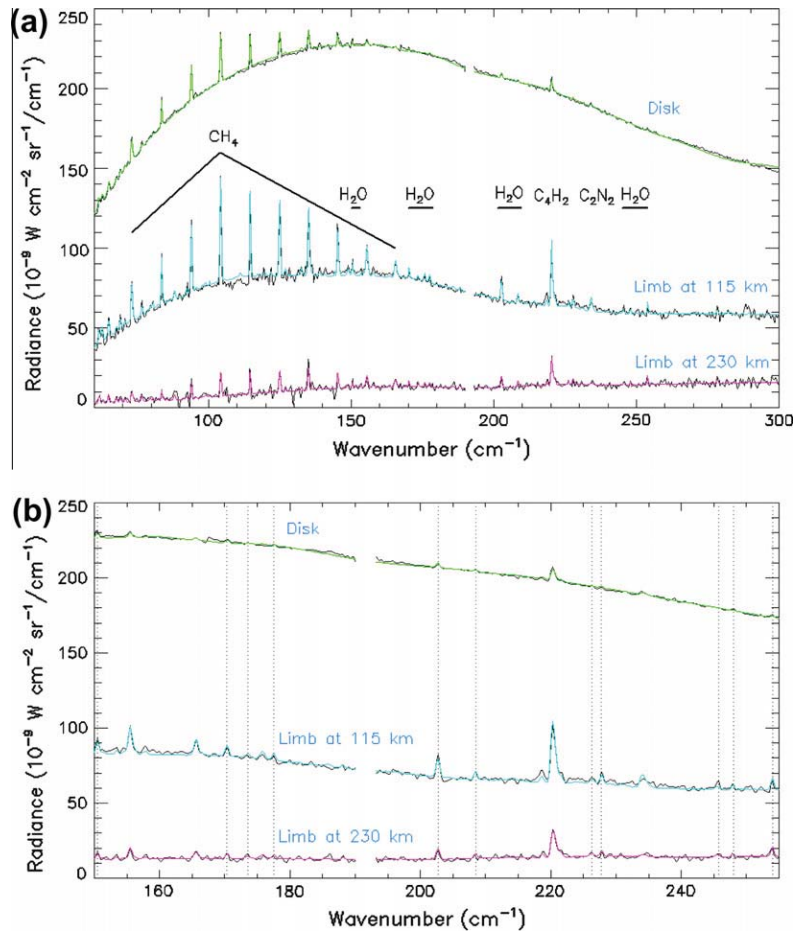 (a)
250
200
150
100
50
0
Radiance (10⁻⁹ W cm⁻² sr⁻¹/cm⁻¹)
Disk
CH₄
H₂O H₂O H₂O C₄H₂ C₂N₂ H₂O
Limb at 115 km
Limb at 230 km
100 150 200 250 300
Wavenumber (cm⁻¹)
(b)
250
200
150
100
50
0
Radiance (10⁻⁹ W cm⁻² sr⁻¹/cm⁻¹)
Disk
Limb at 115 km
Limb at 230 km
160 180 200 220 240
Wavenumber (cm⁻¹)